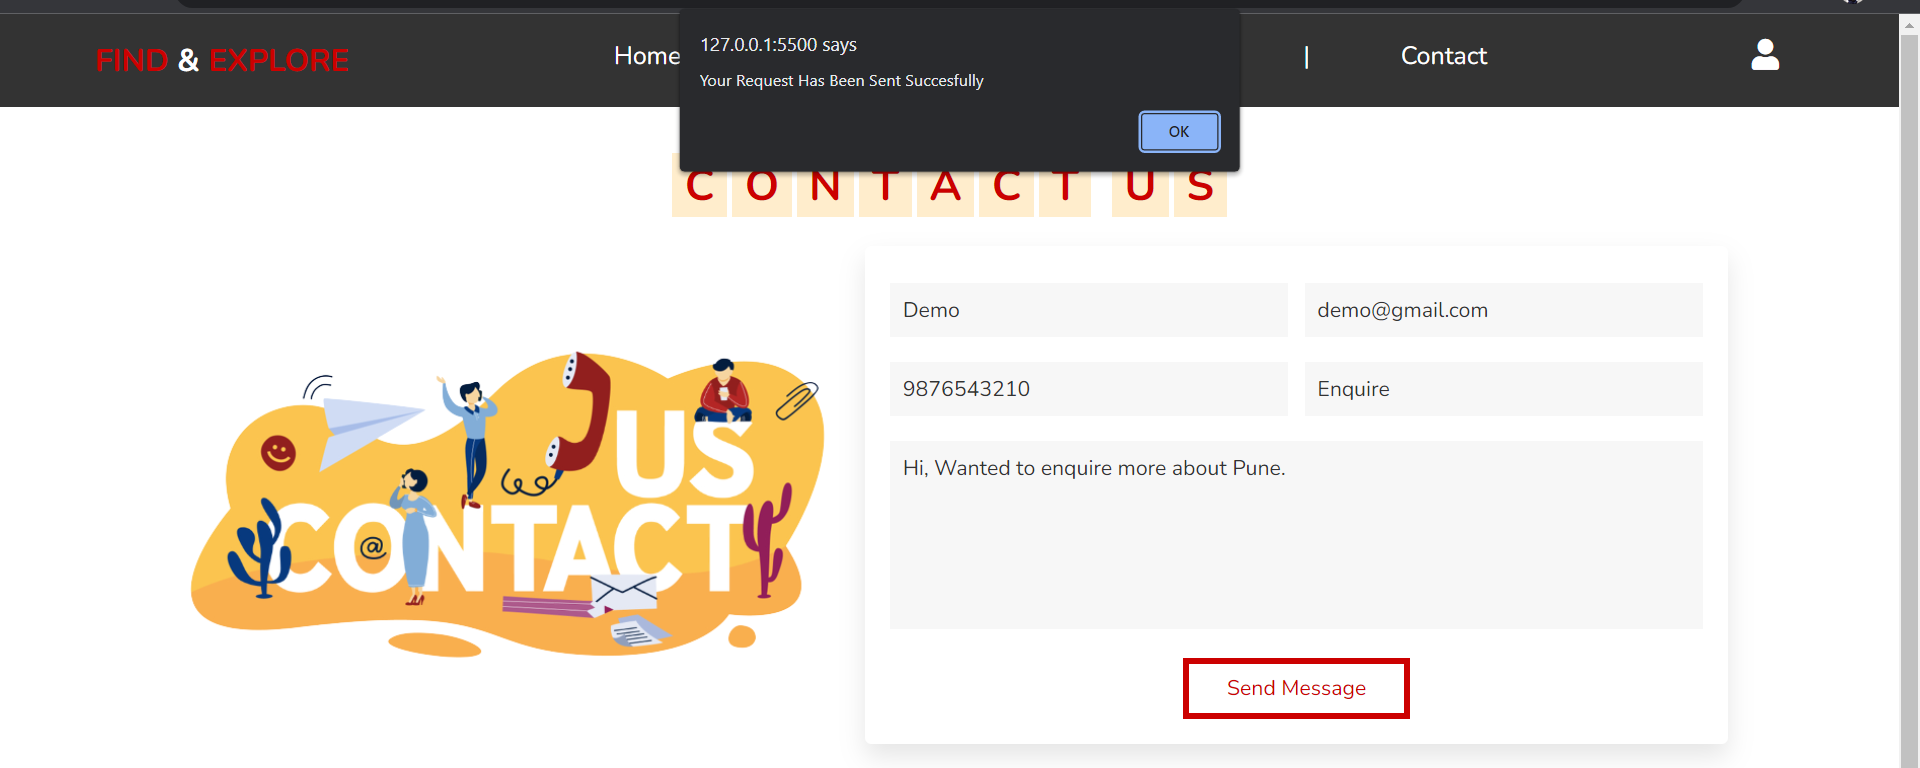 127.0.0.1:5500 says
Your Request Has Been Sent Succesfully
OK
FIND & EXPLORE
Home
|
Contact
CONTACT US
US
CONTACT
@
Demo
demo@gmail.com
9876543210
Enquire
Hi, Wanted to enquire more about Pune.
Send Message